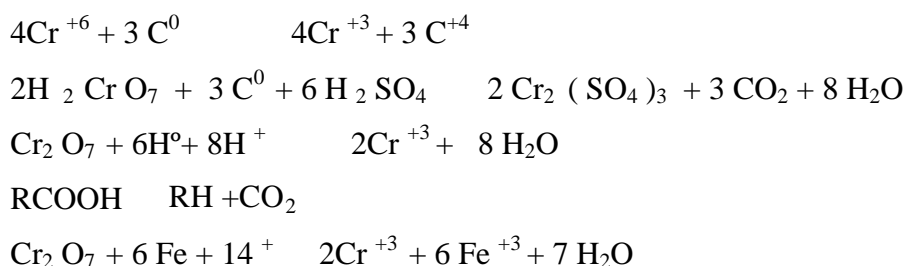 4Cr ⁺⁶ + 3 C⁰ 4Cr ⁺³ + 3 C⁺⁴
2H ₂ Cr O₇ + 3 C⁰ + 6 H ₂ SO₄ 2 Cr₂ ( SO₄ )₃ + 3 CO₂ + 8 H₂O
Cr₂ O₇ + 6Hº+ 8H ⁺ 2Cr ⁺³ + 8 H₂O
RCOOH RH +CO₂
Cr₂ O₇ + 6 Fe + 14 ⁺ 2Cr ⁺³ + 6 Fe ⁺³ + 7 H₂O